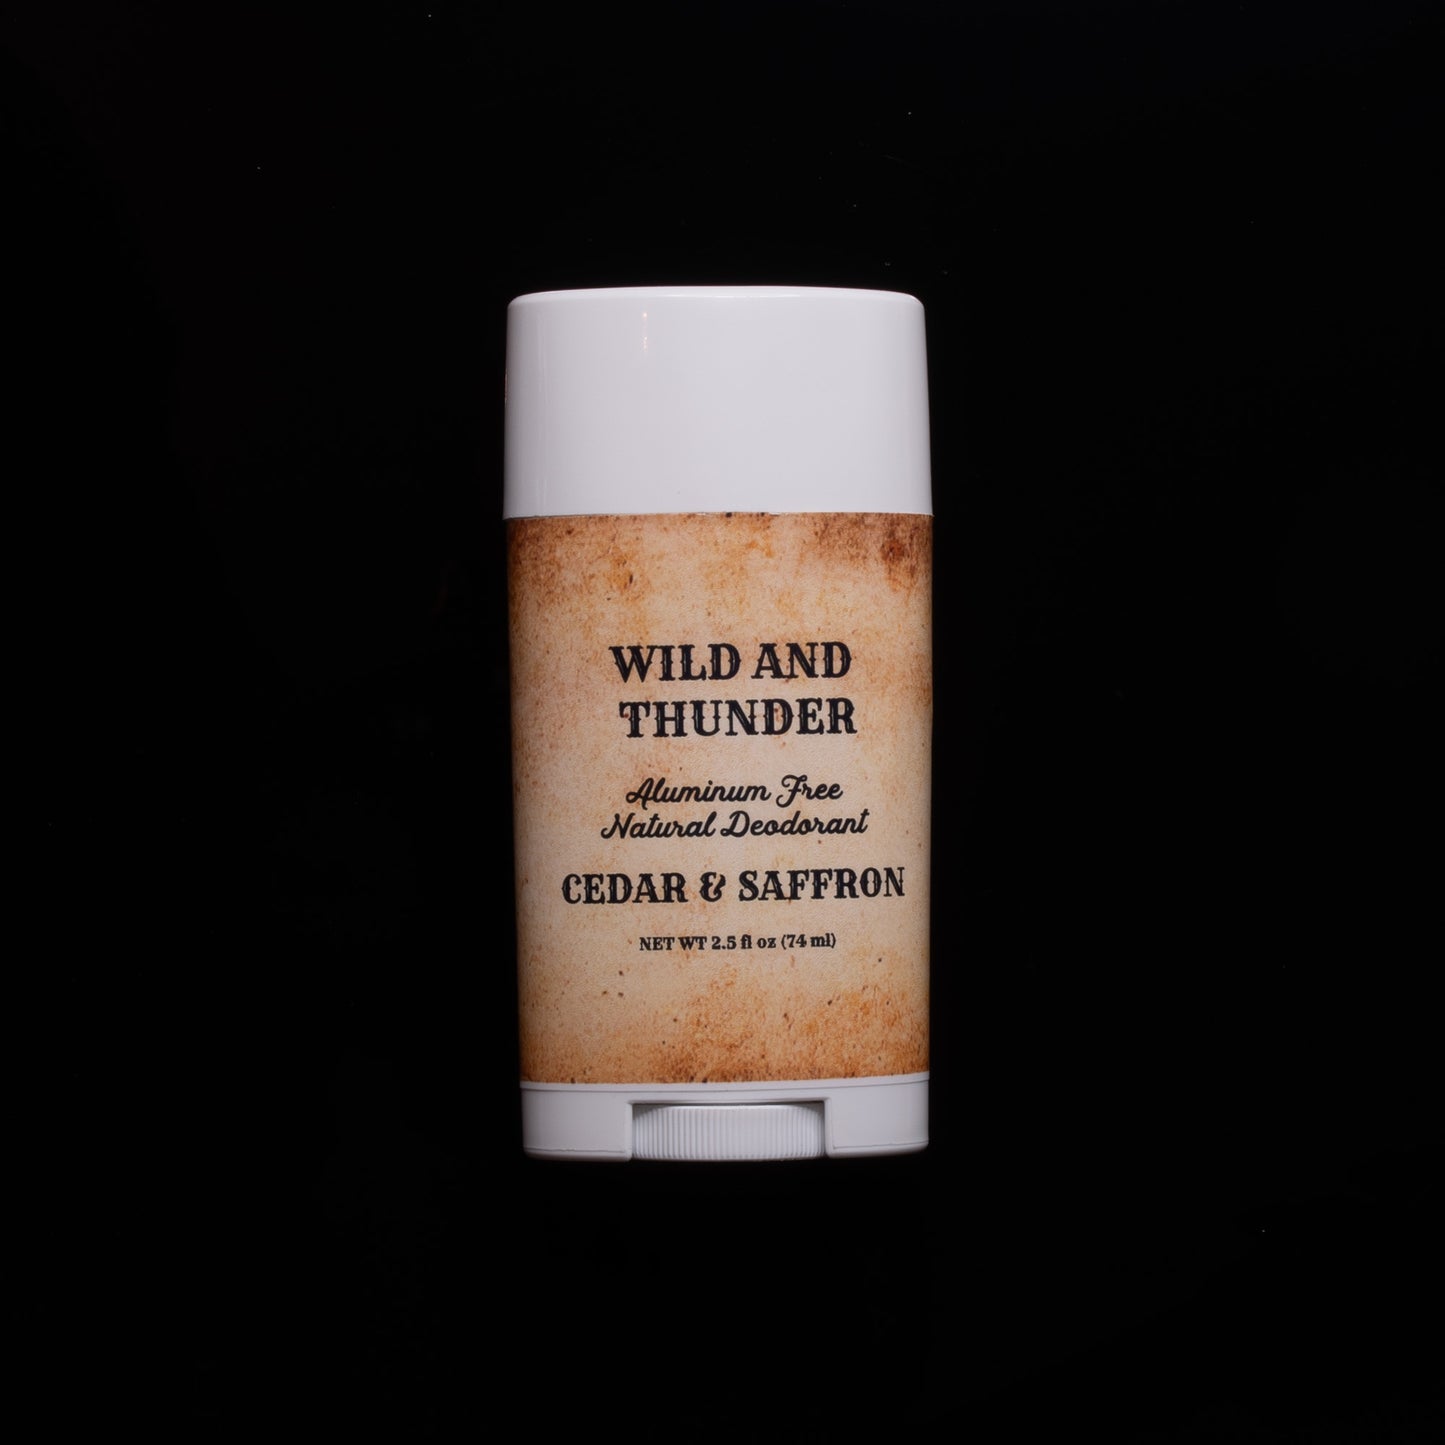 WILD AND
THUNDER
Aluminum Free
Natural Deodorant
CEDAR & SAFFRON
NET WT 2.5 fl oz (74 ml)